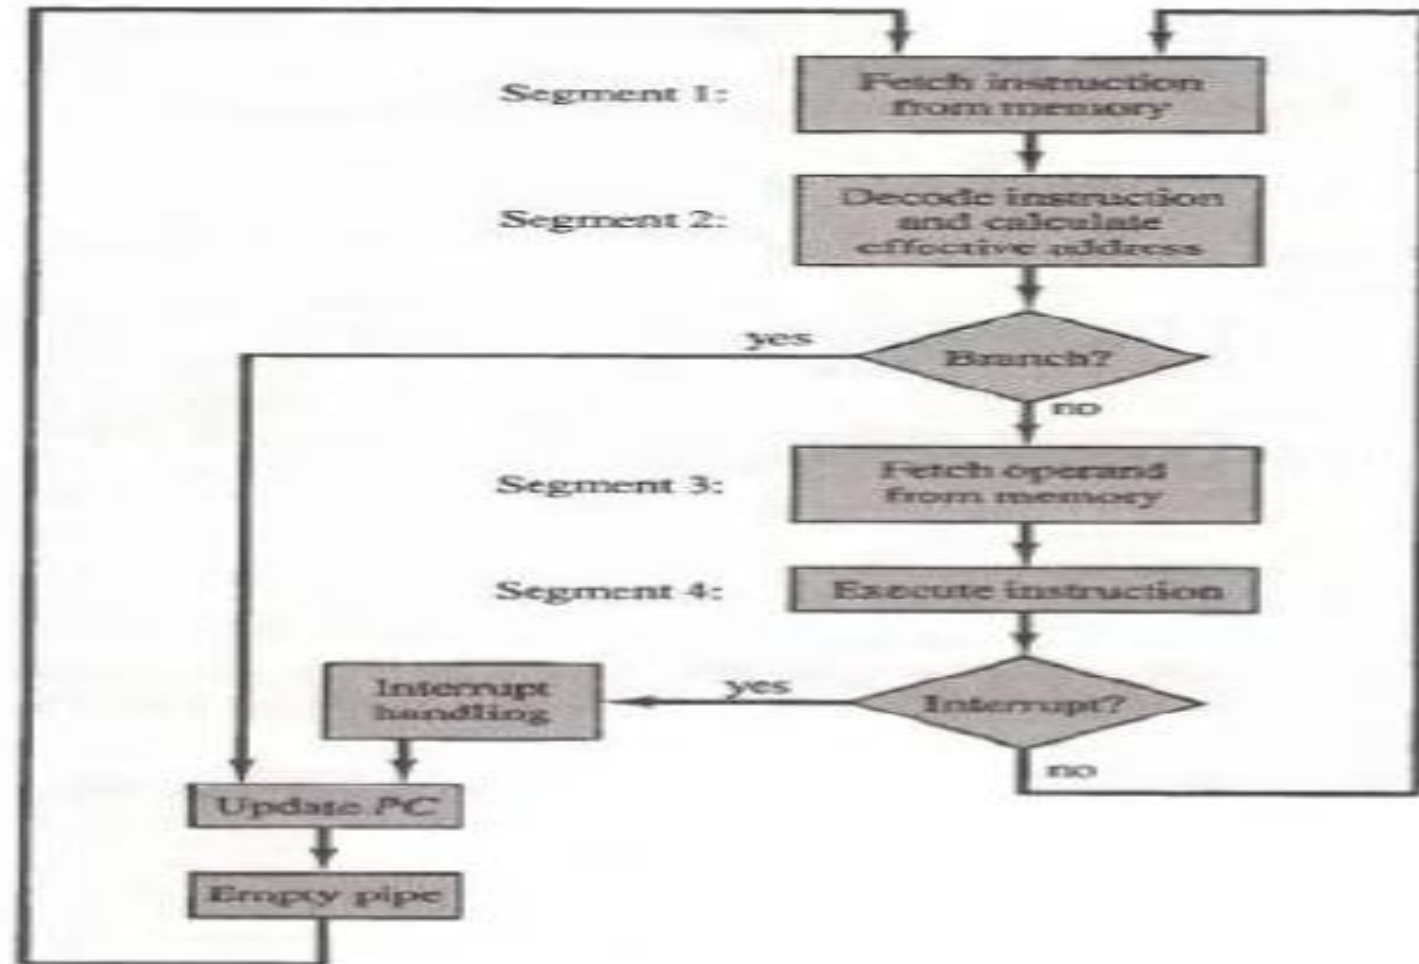 Segment 1:
Fetch instruction
from memory
Segment 2:
Decode instruction
and calculate
effective address
yes
Branch?
no
Segment 3:
Fetch operand
from memory
Segment 4:
Execute instruction
Interrupt
handling
yes
Interrupt?
no
Update PC
Empty pipe